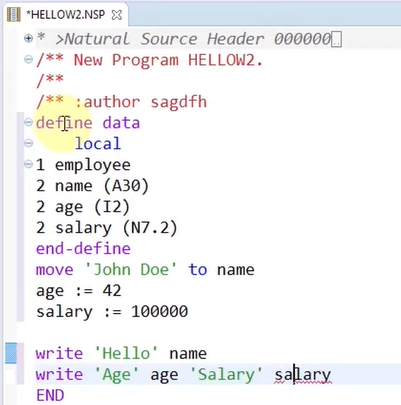 *HELLOW2.NSP
* >Natural Source Header 000000
/** New Program HELLOW2.
/**
/** :author sagdfh
define data
local
1 employee
2 name (A30)
2 age (I2)
2 salary (N7.2)
end-define
move 'John Doe' to name
age := 42
salary := 100000
write 'Hello' name
write 'Age' age 'Salary' salary
END